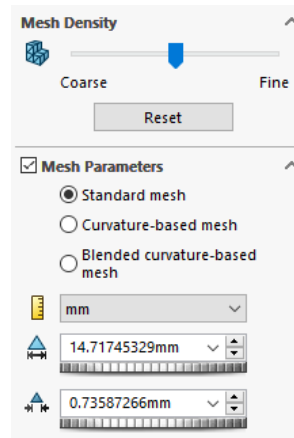 Mesh Density
Coarse Fine
Reset
Mesh Parameters
Standard mesh
Curvature-based mesh
Blended curvature-based
mesh
mm
14.71745329mm
0.73587266mm